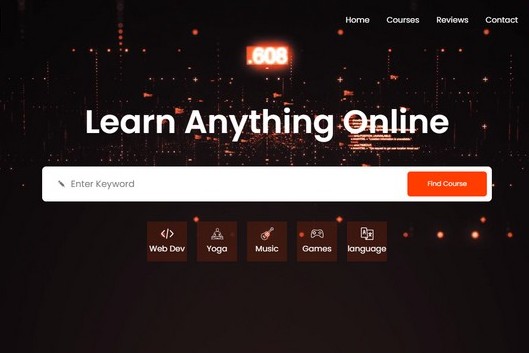 Home Courses Reviews Contact
.608
Learn Anything Online
Enter Keyword
Find Course
Web Dev Yoga Music Games language